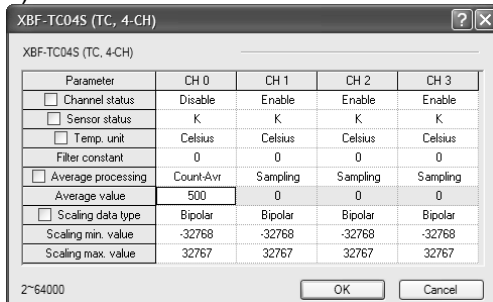 XBF-TC04S (TC, 4-CH)
XBF-TC04S (TC, 4-CH)
Parameter CH 0 CH 1 CH 2 CH 3
Channel status Disable Enable Enable Enable
Sensor status K K K K
Temp. unit Celsius Celsius Celsius Celsius
Filter constant 0 0 0 0
Average processing Count-Avr Sampling Sampling Sampling
Average value 500 0 0 0
Scaling data type Bipolar Bipolar Bipolar Bipolar
Scaling min. value -32768 -32768 -32768 -32768
Scaling max. value 32767 32767 32767 32767
2~64000 OK Cancel